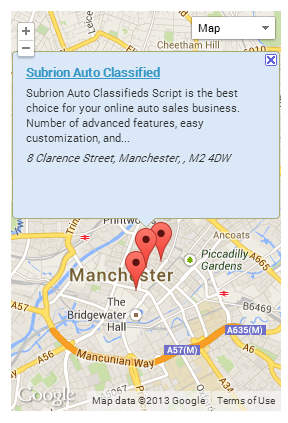 Map
Cheetham Hill
Subrion Auto Classified
Subrion Auto Classifieds Script is the best
choice for your online auto sales business.
Number of advanced features, easy
customization, and...
8 Clarence Street, Manchester, , M2 4DW
Printwo
Ancoats
A665
Piccadilly
Gardens
Manchester
The
Bridgewater
Hall
B6469
A57
A635(M)
A57(M)
A56
Mancunian Way
Google
Map data ©2013 Google
Terms of Use